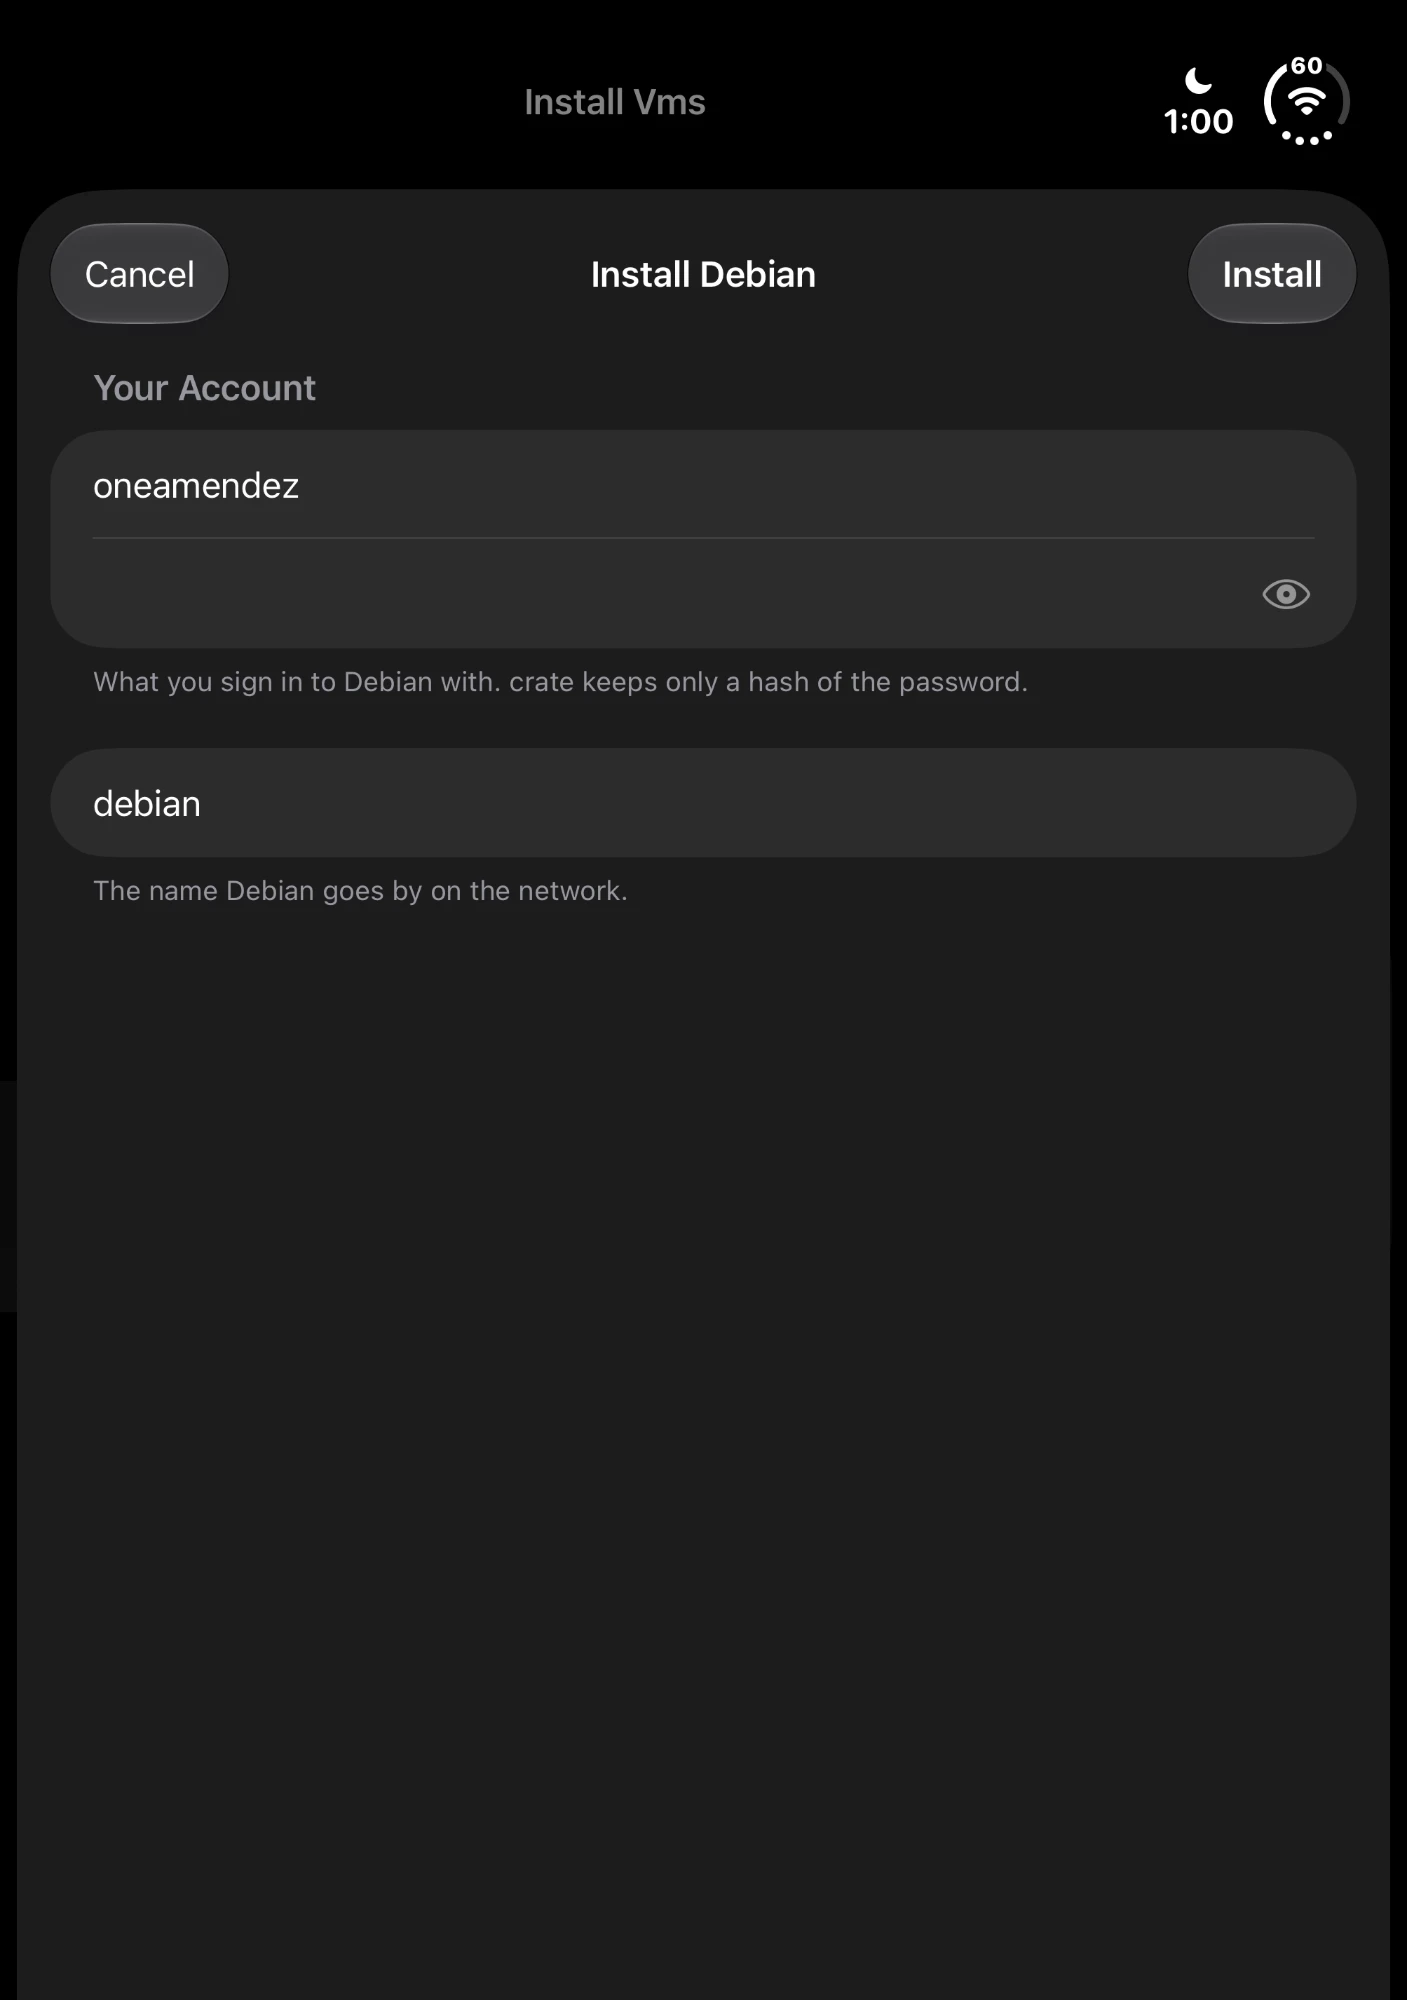 Install Vms
1:00
60
Cancel
Install Debian
Install
Your Account
oneamendez
What you sign in to Debian with. crate keeps only a hash of the password.
debian
The name Debian goes by on the network.